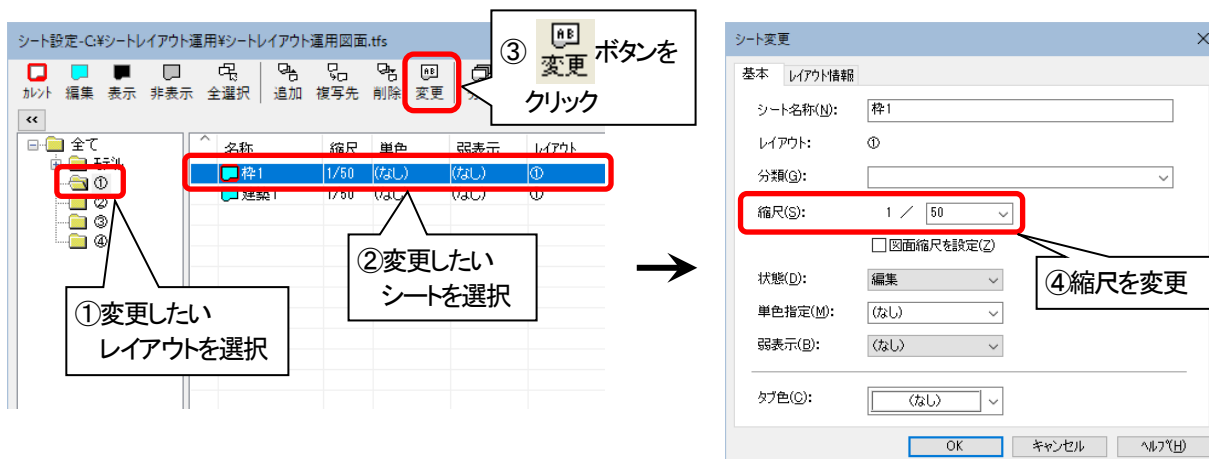 シート設定-C:¥シートレイアウト運用¥シートレイアウト運用図面.tfs
カレント 編集 表示 非表示 全選択 追加 複写先 削除 変更
③ 変更 ボタンを
クリック
<<
全て
モデル
①
②
③
④
名称 縮尺 単色 弱表示 レイアウト
枠1 1/50 (なし) (なし) ①
建築1 1/50 (なし) (なし) ①
①変更したい
レイアウトを選択
②変更したい
シートを選択
シート変更
基本 レイアウト情報
シート名称(N): 枠1
レイアウト: ①
分類(G):
縮尺(S): 1 / 50
図面縮尺を設定(Z)
④縮尺を変更
状態(D): 編集
単色指定(M): (なし)
弱表示(B): (なし)
タブ色(C): (なし)
OK キャンセル ヘルプ(H)